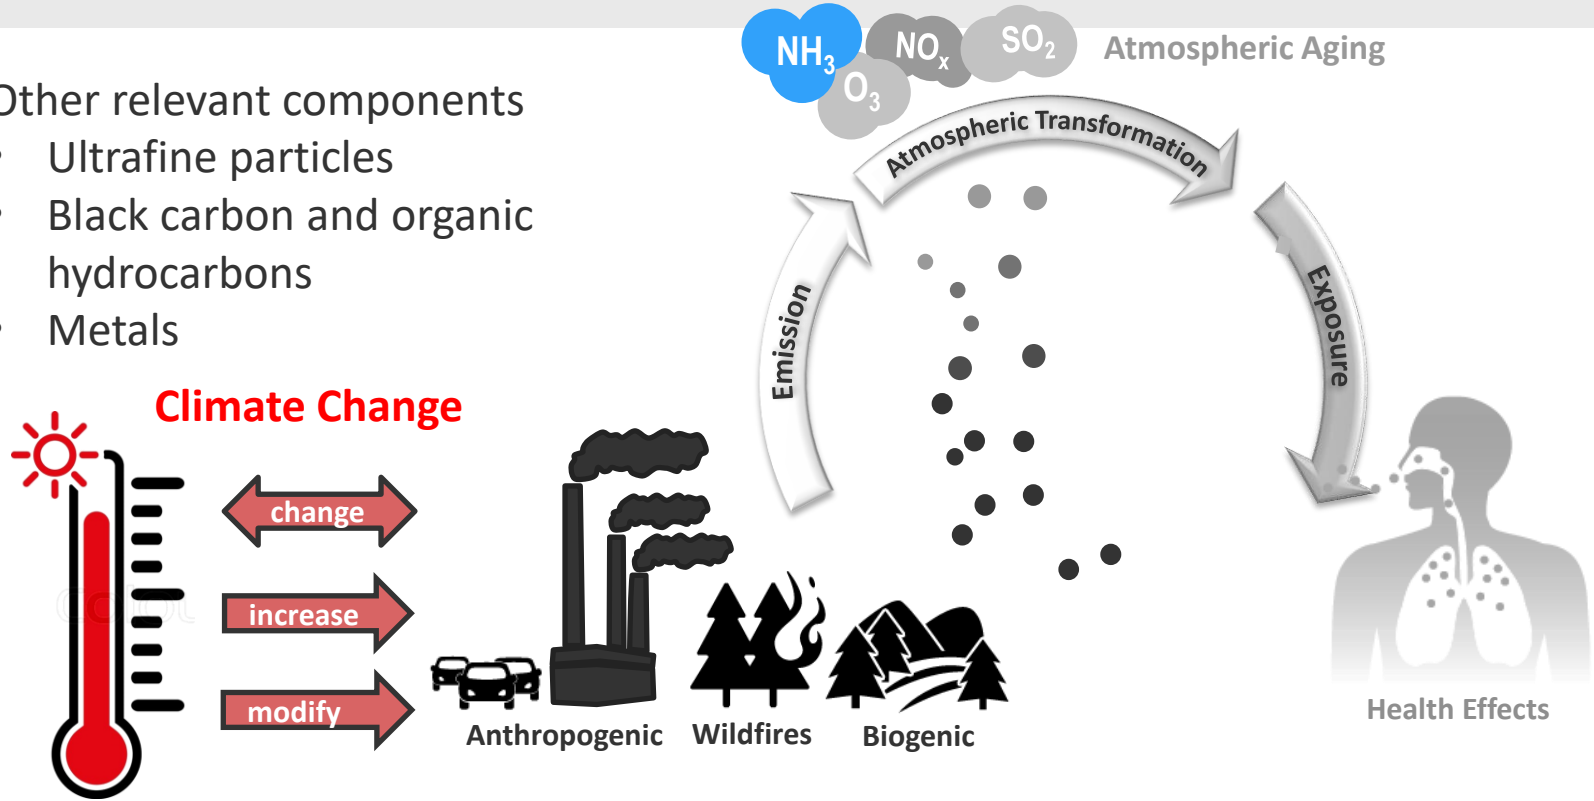 Other relevant components
• Ultrafine particles
• Black carbon and organic
hydrocarbons
• Metals
Climate Change
change
increase
modify
Anthropogenic
Wildfires
Biogenic
Emission
NH₃
NOₓ
SO₂
O₃
Atmospheric Aging
Atmospheric Transformation
Exposure
Health Effects